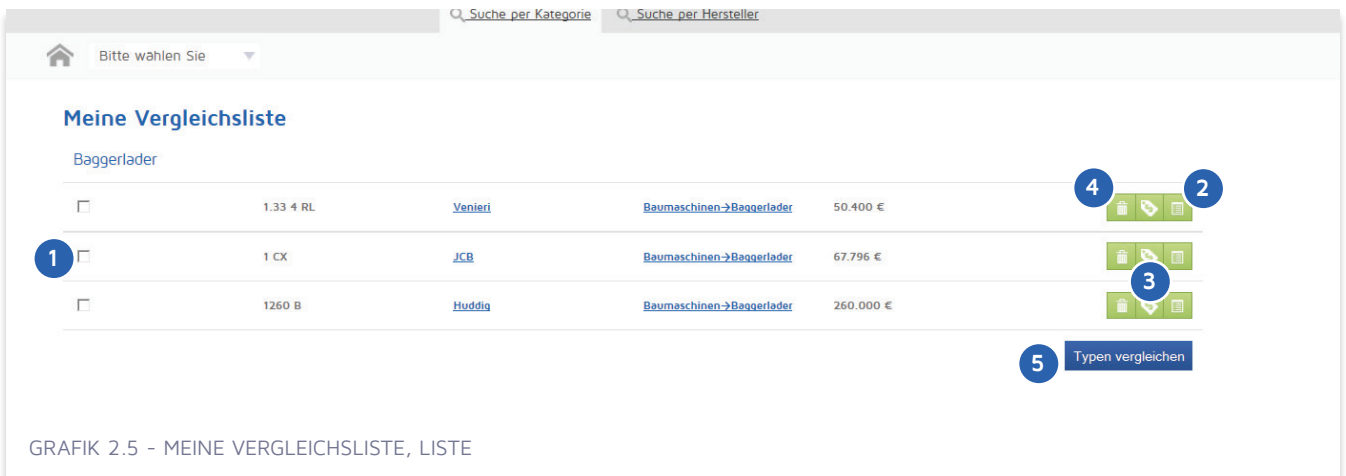 Suche per Kategorie Suche per Hersteller
Bitte wählen Sie
Meine Vergleichsliste
Baggerlader
4 2
1.33 4 RL Venieri Baumaschinen→Baggerlader 50.400 €
1 1 CX JCB Baumaschinen→Baggerlader 67.796 €
3
1260 B Huddig Baumaschinen→Baggerlader 260.000 €
5 Typen vergleichen
GRAFIK 2.5 - MEINE VERGLEICHSLISTE, LISTE